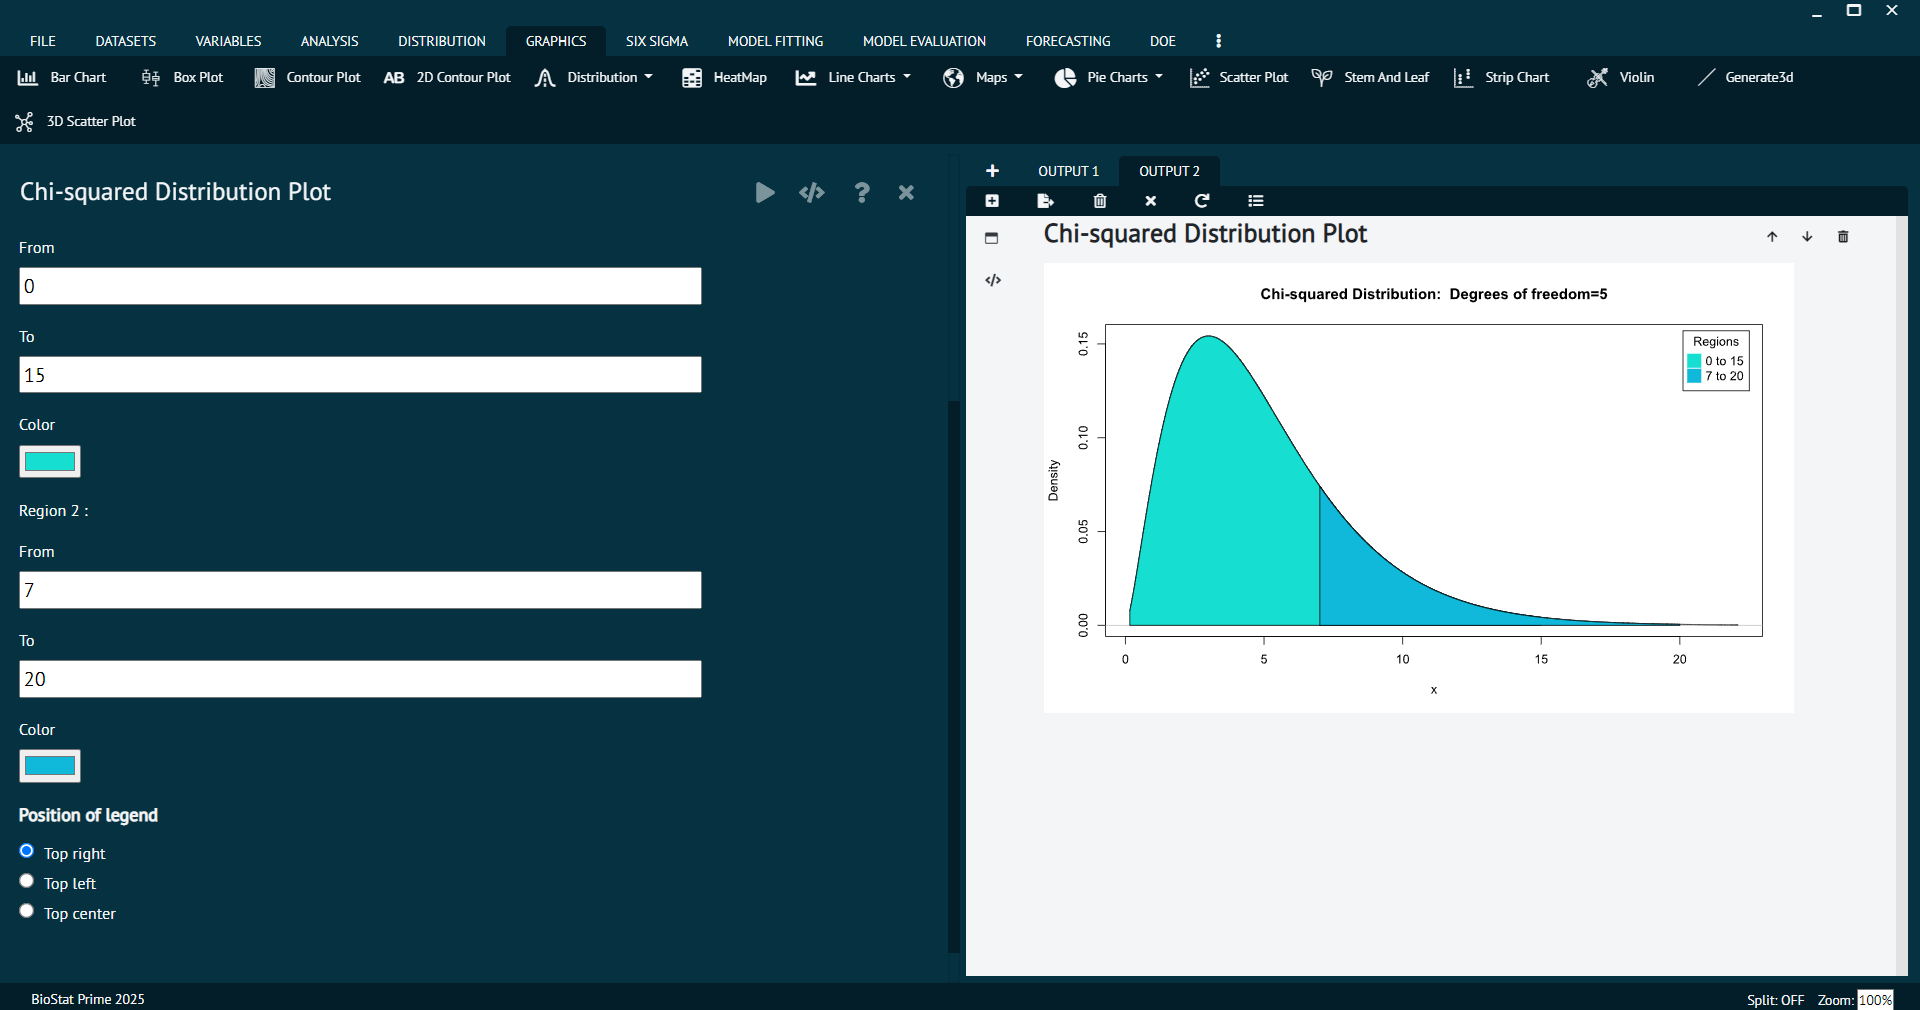 FILE DATASETS VARIABLES ANALYSIS DISTRIBUTION GRAPHICS SIX SIGMA MODEL FITTING MODEL EVALUATION FORECASTING DOE
Bar Chart Box Plot Contour Plot AB 2D Contour Plot Distribution HeatMap Line Charts Maps Pie Charts Scatter Plot Stem And Leaf Strip Chart Violin Generate3d
3D Scatter Plot
Chi-squared Distribution Plot
From
0
To
15
Color
Region 2 :
From
7
To
20
Color
Position of legend
Top right
Top left
Top center
OUTPUT 1 OUTPUT 2
Chi-squared Distribution Plot
Chi-squared Distribution: Degrees of freedom=5
Regions
0 to 15
7 to 20
Density
0.15
0.10
0.05
0.00
0 5 10 15 20
x
BioStat Prime 2025 Split: OFF Zoom: 100%